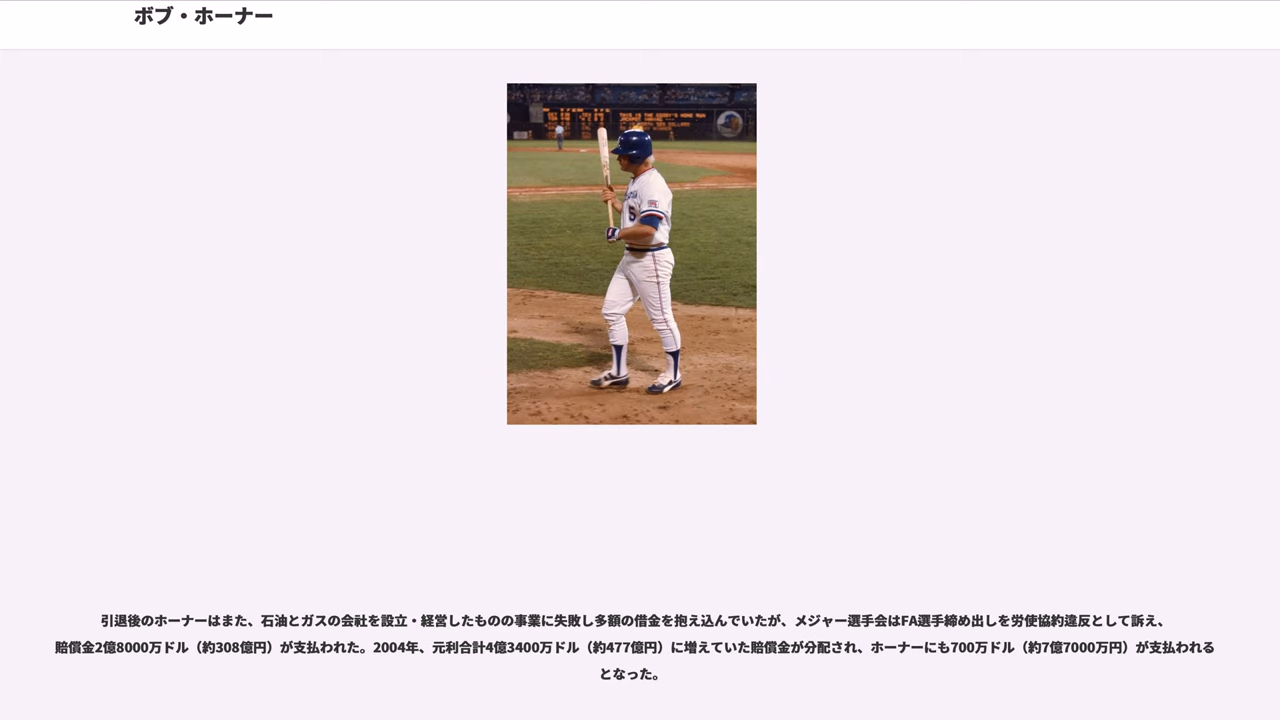 ボブ・ホーナー
5
引退後のホーナーはまた、石油とガスの会社を設立・経営したものの事業に失敗し多額の借金を抱え込んでいたが、メジャー選手会はFA選手締め出しを労使協約違反として訴え、
賠償金2億8000万ドル（約308億円）が支払われた。2004年、元利合計4億3400万ドル（約477億円）に増えていた賠償金が分配され、ホーナーにも700万ドル（約7億7000万円）が支払われる
となった。